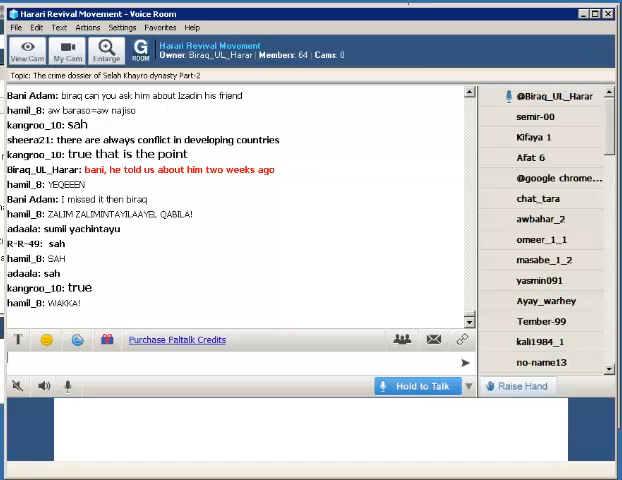 Harari Revival Movement - Voice Room
File Edit Text Actions Settings Favorites Help
View Cam My Cam Enlarge G ROOM
Harari Revival Movement
Owner: Biraq_UL_Harar Members: 64 Cams: 0
Topic: The crime dossier of Selah Khayro dynasty Part-2
Bani Adam: biraq can you ask him about Izadin his friend
hamil_8: aw baraso=aw najiso
kangroo_10: sah
sheera21: there are always conflict in developing countries
kangroo_10: true that is the point
Biraq_UL_Harar: bani, he told us about him two weeks ago
hamil_8: YEQEEEN
Bani Adam: I missed it then biraq
hamil_8: ZALIM ZALIMINTAYILAAYEL QABILA!
adaala: sumii yachintayu
R-R-49: sah
hamil_8: SAH
adaala: sah
kangroo_10: true
hamil_8: WAKKA!
T Purchase Paltalk Credits
Hold to Talk
@Biraq_UL_Harar
semir-00
Kifaya 1
Afat 6
@google chrome...
chat_tara
awbahar_2
omeer_1_1
masabe_1_2
yasmin091
Ayay_warhey
Tember-99
kali1984_1
no-name13
Raise Hand